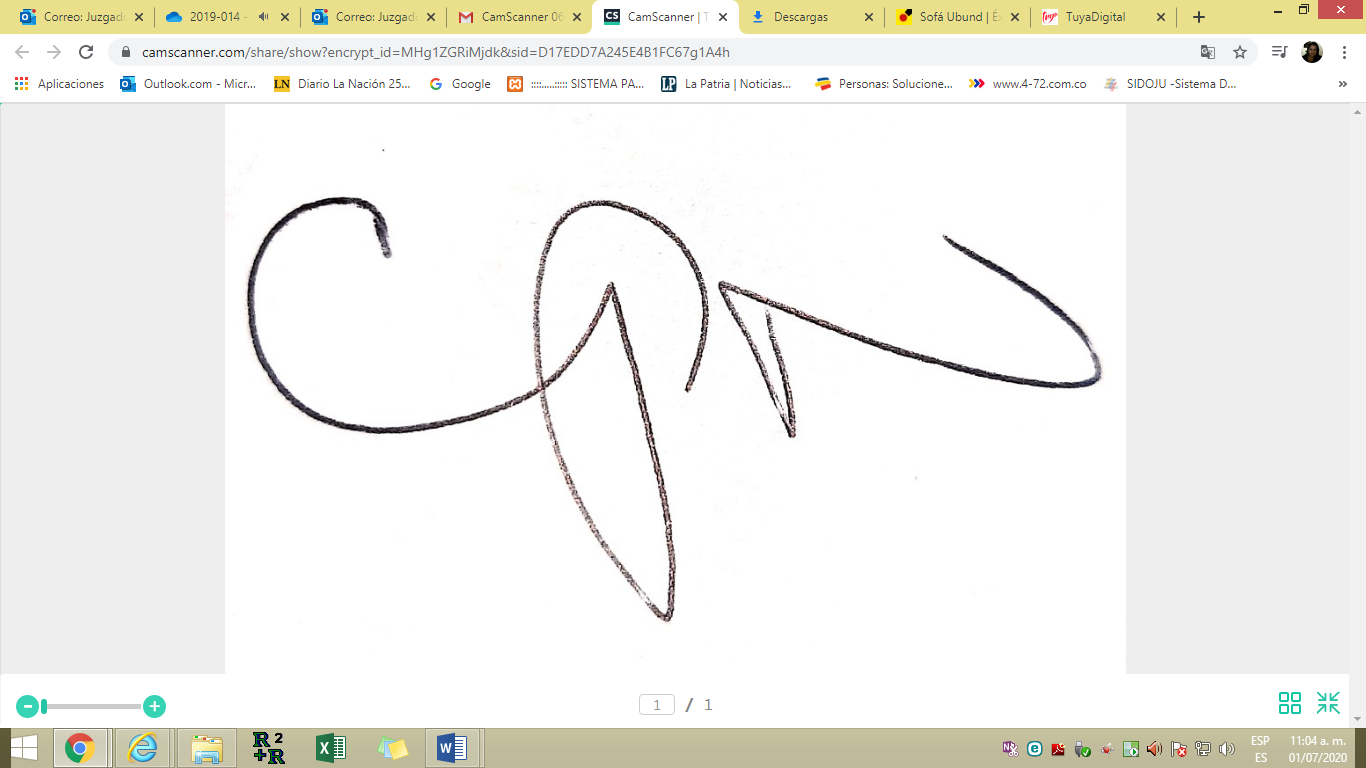 Correo: Juzgad
2019-014 -
Correo: Juzgad
CamScanner 06
CamScanner | T
Descargas
Sofá Ubund | É
TuyaDigital
camscanner.com/share/show?encrypt_id=MHg1ZGRiMjdk&sid=D17EDD7A245E4B1FC67g1A4h
Aplicaciones
Outlook.com - Micr...
LN Diario La Nación 25...
Google
::::.....:::: SISTEMA PA...
LP La Patria | Noticias...
Personas: Solucione...
www.4-72.com.co
SIDOJU -Sistema D...
1 / 1
ESP 11:04 a. m.
ES 01/07/2020